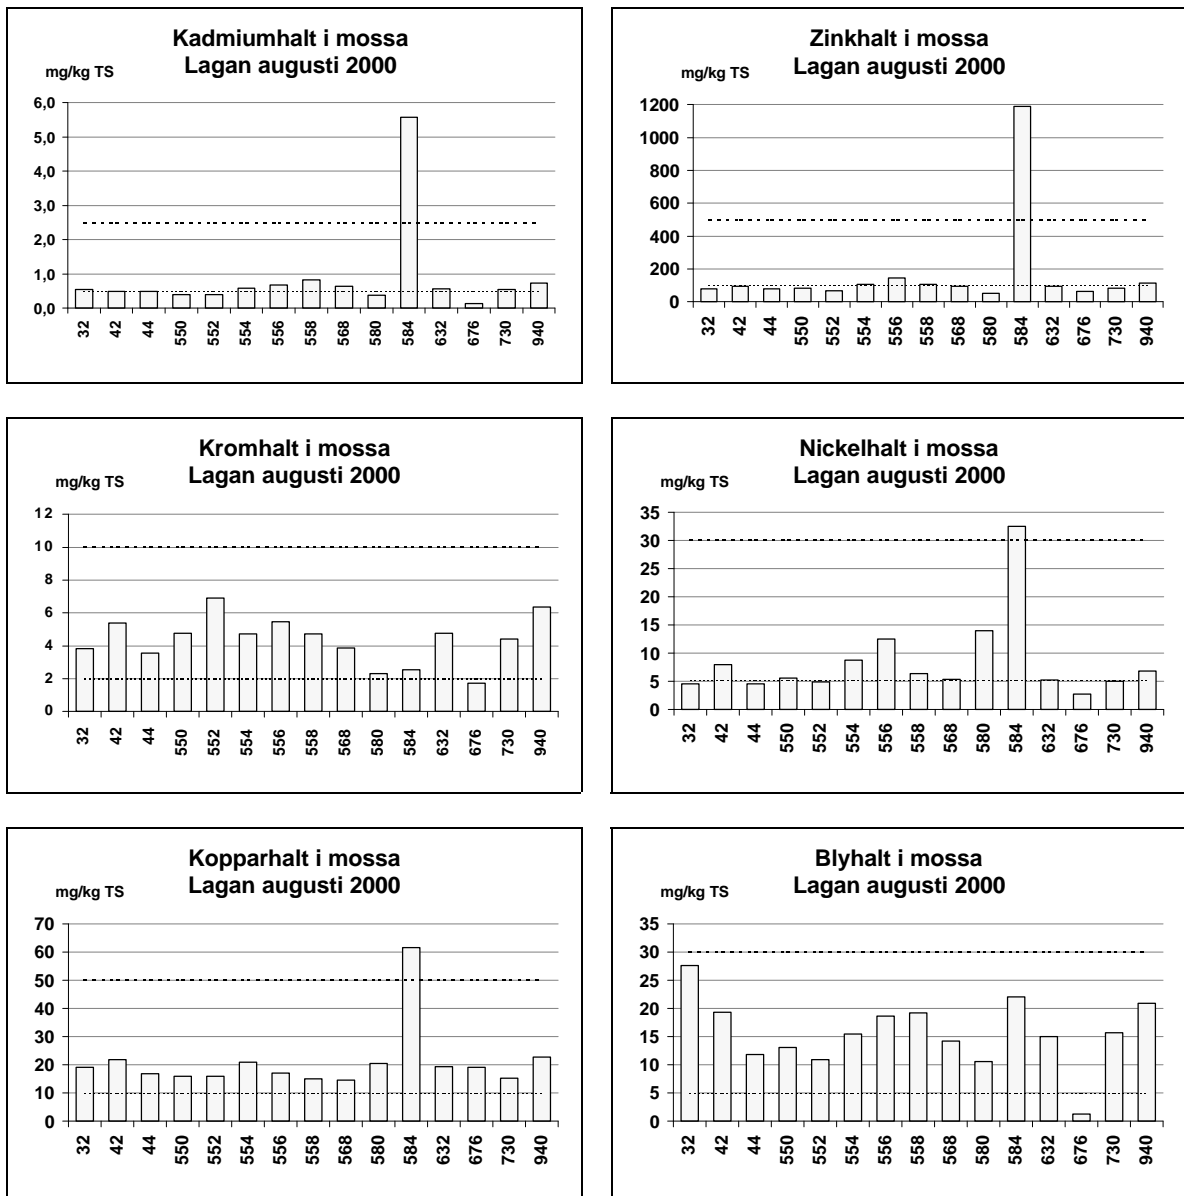 Kadmiumhalt i mossa
Lagan augusti 2000
mg/kg TS
6,0
5,0
4,0
3,0
2,0
1,0
0,0
32 42 44 550 552 554 556 558 568 580 584 632 676 730 940
Zinkhalt i mossa
Lagan augusti 2000
mg/kg TS
1200
1000
800
600
400
200
0
32 42 44 550 552 554 556 558 568 580 584 632 676 730 940
Kromhalt i mossa
Lagan augusti 2000
mg/kg TS
12
10
8
6
4
2
0
32 42 44 550 552 554 556 558 568 580 584 632 676 730 940
Nickelhalt i mossa
Lagan augusti 2000
mg/kg TS
35
30
25
20
15
10
5
0
32 42 44 550 552 554 556 558 568 580 584 632 676 730 940
Kopparhalt i mossa
Lagan augusti 2000
mg/kg TS
70
60
50
40
30
20
10
0
32 42 44 550 552 554 556 558 568 580 584 632 676 730 940
Blyhalt i mossa
Lagan augusti 2000
mg/kg TS
35
30
25
20
15
10
5
0
32 42 44 550 552 554 556 558 568 580 584 632 676 730 940